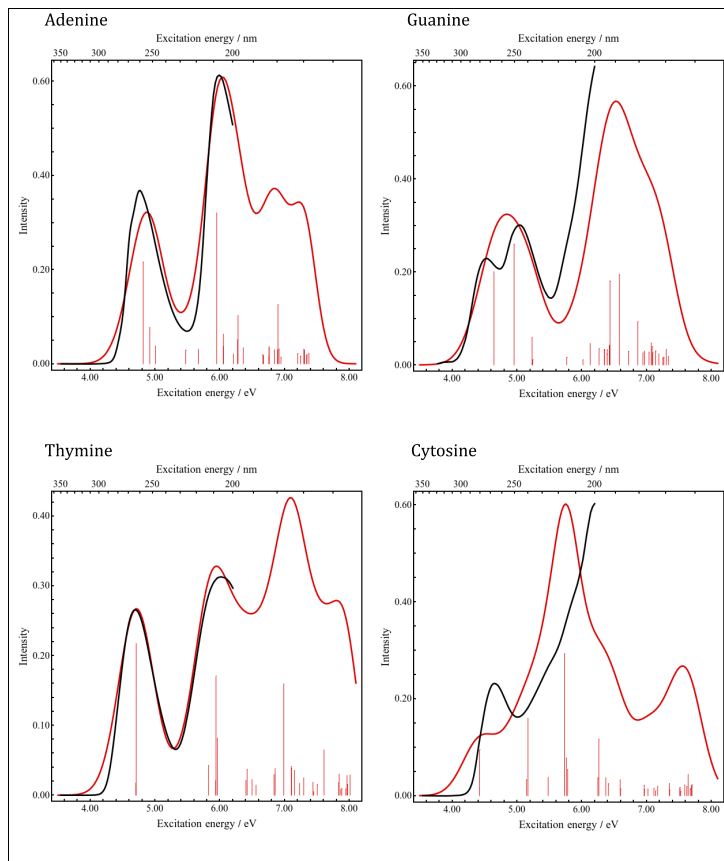 Adenine
Excitation energy / nm
350 300 250 200
0.60
0.40
0.20
0.00
Intensity
4.00 5.00 6.00 7.00 8.00
Excitation energy / eV
Guanine
Excitation energy / nm
350 300 250 200
0.60
0.40
0.20
0.00
Intensity
4.00 5.00 6.00 7.00 8.00
Excitation energy / eV
Thymine
Excitation energy / nm
350 300 250 200
0.40
0.30
0.20
0.10
0.00
Intensity
4.00 5.00 6.00 7.00 8.00
Excitation energy / eV
Cytosine
Excitation energy / nm
350 300 250 200
0.60
0.40
0.20
0.00
Intensity
4.00 5.00 6.00 7.00 8.00
Excitation energy / eV